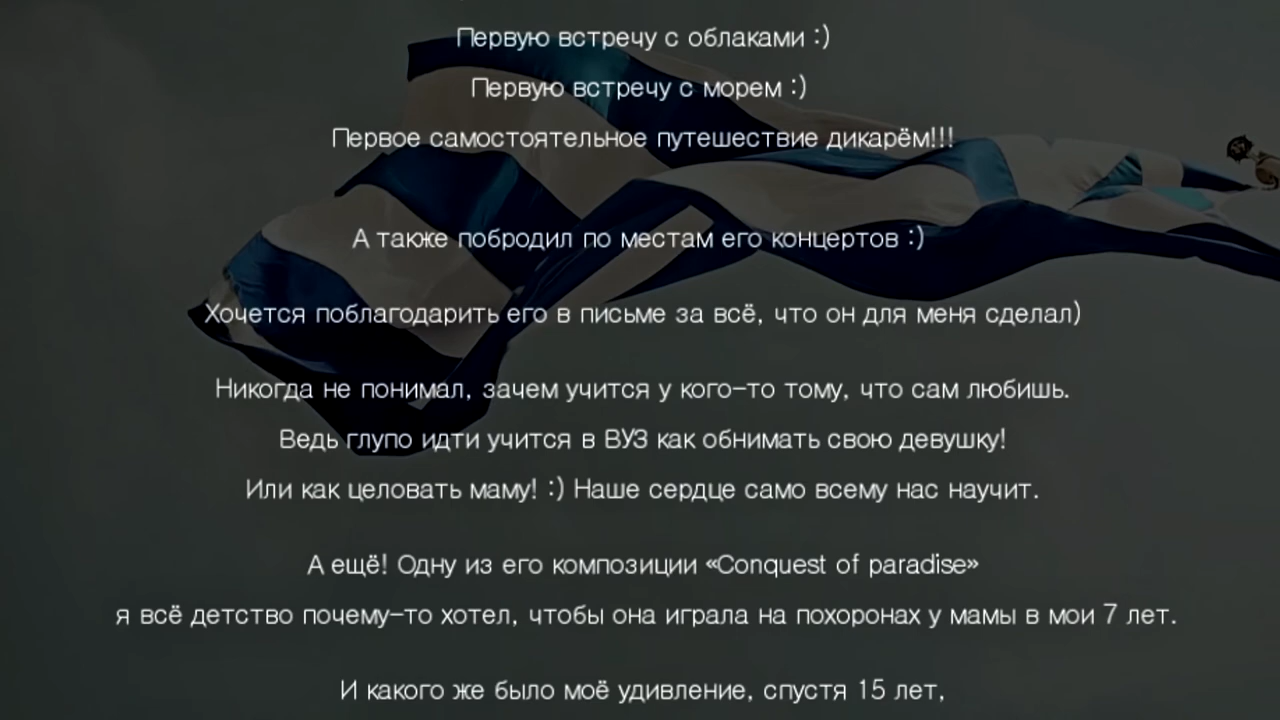 Первую встречу с облаками :)
Первую встречу с морем :)
Первое самостоятельное путешествие дикарём!!!
А также побродил по местам его концертов :)
Хочется поблагодарить его в письме за всё, что он для меня сделал)
Никогда не понимал, зачем учится у кого-то тому, что сам любишь.
Ведь глупо идти учится в ВУЗ как обнимать свою девушку!
Или как целовать маму! :) Наше сердце само всему нас научит.
А ещё! Одну из его композиции «Conquest of paradise»
я всё детство почему-то хотел, чтобы она играла на похоронах у мамы в мои 7 лет.
И какого же было моё удивление, спустя 15 лет,